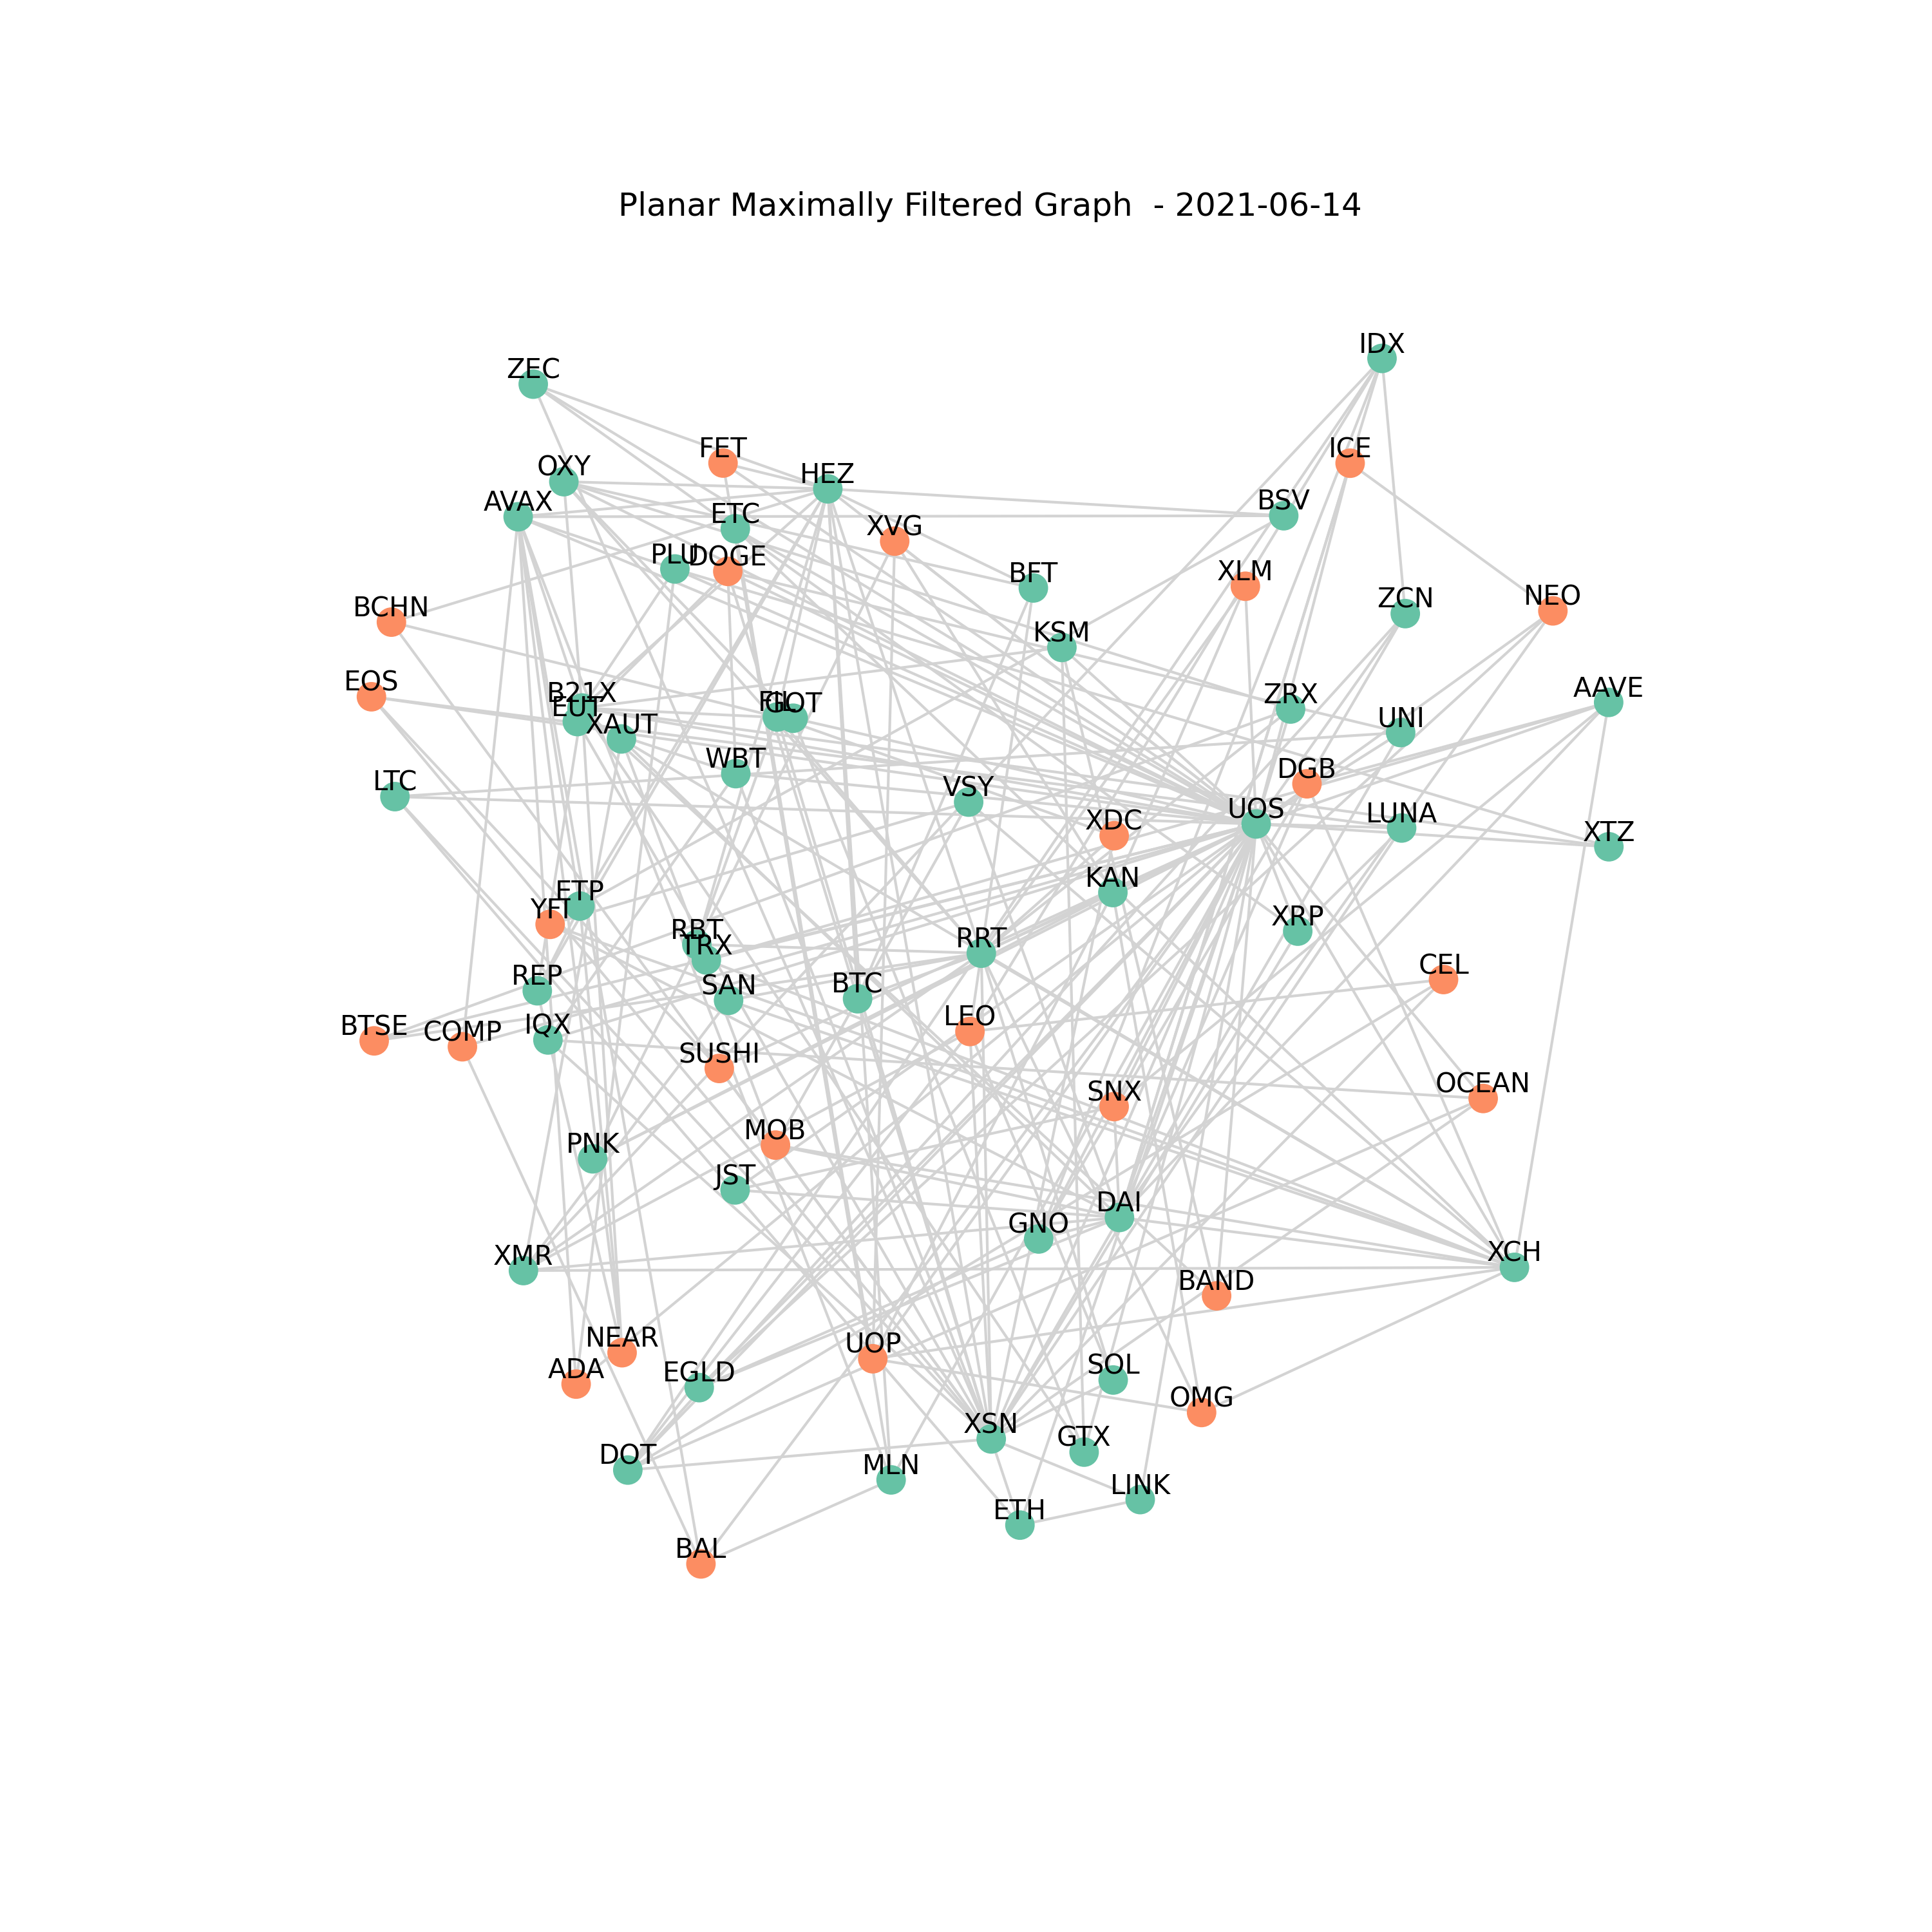 Planar Maximally Filtered Graph - 2021-06-14
IDX
ZEC
FET
ICE
OXY
HEZ
AVAX
ETC
BSV
XVG
PLU
DOGE
BFT
XLM
ZCN
NEO
BCHN
KSM
EOS
B21X
AAVE
EUT
GOT
ZRX
XAUT
UNI
WBT
DGB
LTC
VSY
UOS
LUNA
XDC
XTZ
KAN
YFI
RBT
XRP
TRX
RRT
CEL
REP
SAN
BTC
BTSE
COMP
IQX
LEO
SUSHI
OCEAN
SNX
PNK
MOB
JST
DAI
GNO
XMR
XCH
BAND
NEAR
UOP
ADA
EGLD
SOL
OMG
DOT
XSN
GTX
MLN
LINK
ETH
BAL